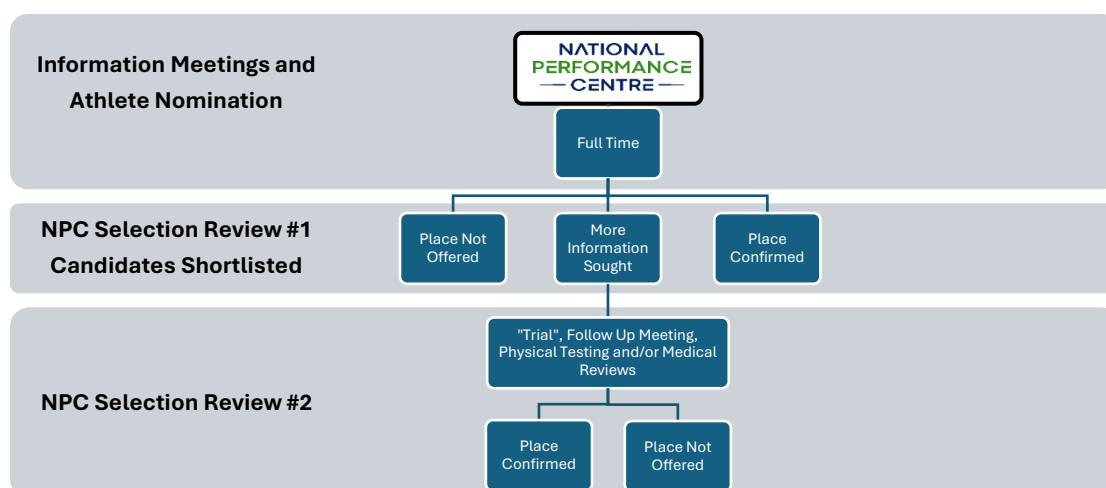 Information Meetings and
Athlete Nomination
NATIONAL
PERFORMANCE
CENTRE
Full Time
NPC Selection Review #1
Candidates Shortlisted
Place Not
Offered
More
Information
Sought
Place
Confirmed
NPC Selection Review #2
"Trial", Follow Up Meeting,
Physical Testing and/or Medical
Reviews
Place
Confirmed
Place Not
Offered